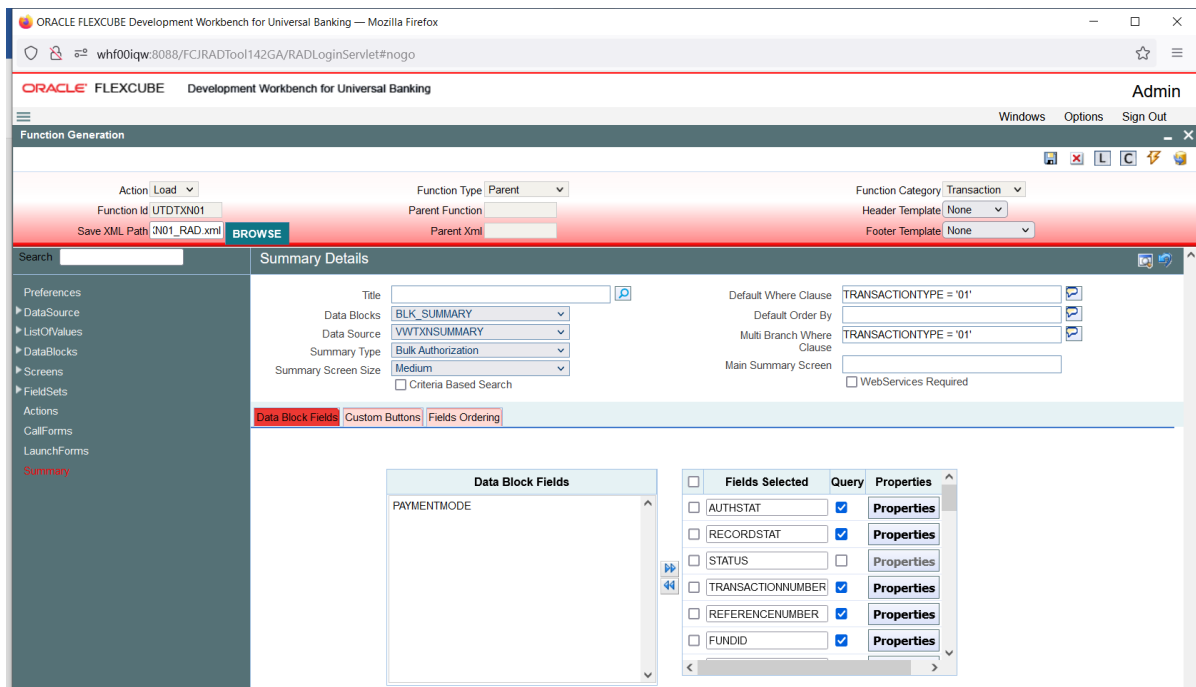 ORACLE FLEXCUBE Development Workbench for Universal Banking — Mozilla Firefox
whf00iqw:8088/FCJRADTool142GA/RADLoginServlet#nogo
ORACLE FLEXCUBE Development Workbench for Universal Banking Admin
Windows Options Sign Out
Function Generation
L C
Action Load Function Type Parent Function Category Transaction
Function Id UTDTXN01 Parent Function Header Template None
Save XML Path (N01_RAD.xml BROWSE Parent Xml Footer Template None
Search Summary Details
Preferences
DataSource
ListOfValues
DataBlocks
Screens
FieldSets
Actions
CallForms
LaunchForms
Summary
Title Default Where Clause TRANSACTIONTYPE = '01'
Data Blocks BLK_SUMMARY Default Order By
Data Source VWTXNSUMMARY Multi Branch Where Clause TRANSACTIONTYPE = '01'
Summary Type Bulk Authorization Main Summary Screen
Summary Screen Size Medium WebServices Required
Criteria Based Search
Data Block Fields Custom Buttons Fields Ordering
Data Block Fields Fields Selected Query Properties
PAYMENTMODE AUTHSTAT Properties
RECORDSTAT Properties
STATUS Properties
TRANSACTIONNUMBER Properties
REFERENCENUMBER Properties
FUNDID Properties